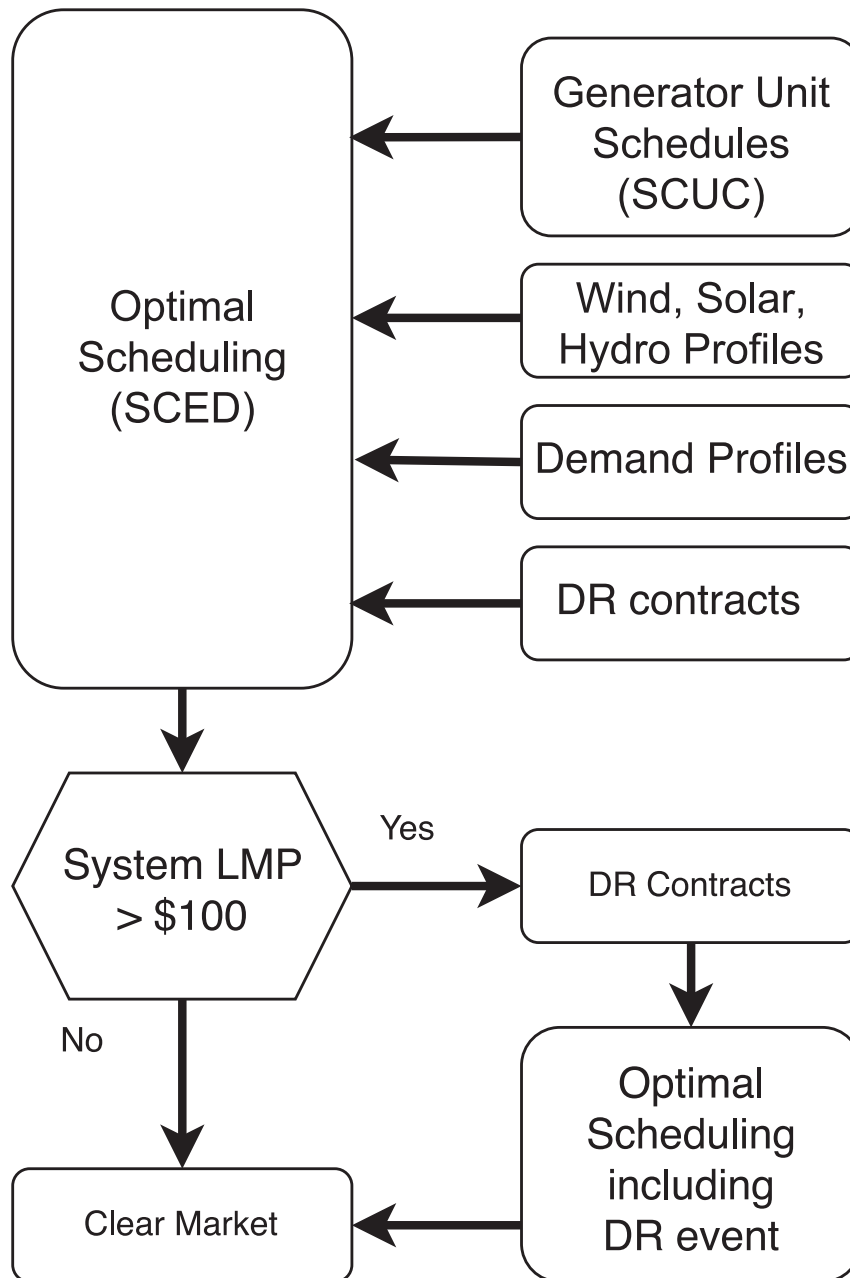 Optimal
Scheduling
(SCED)
Generator Unit
Schedules
(SCUC)
Wind, Solar,
Hydro Profiles
Demand Profiles
DR contracts
System LMP
> $100
Yes
No
DR Contracts
Optimal
Scheduling
including
DR event
Clear Market